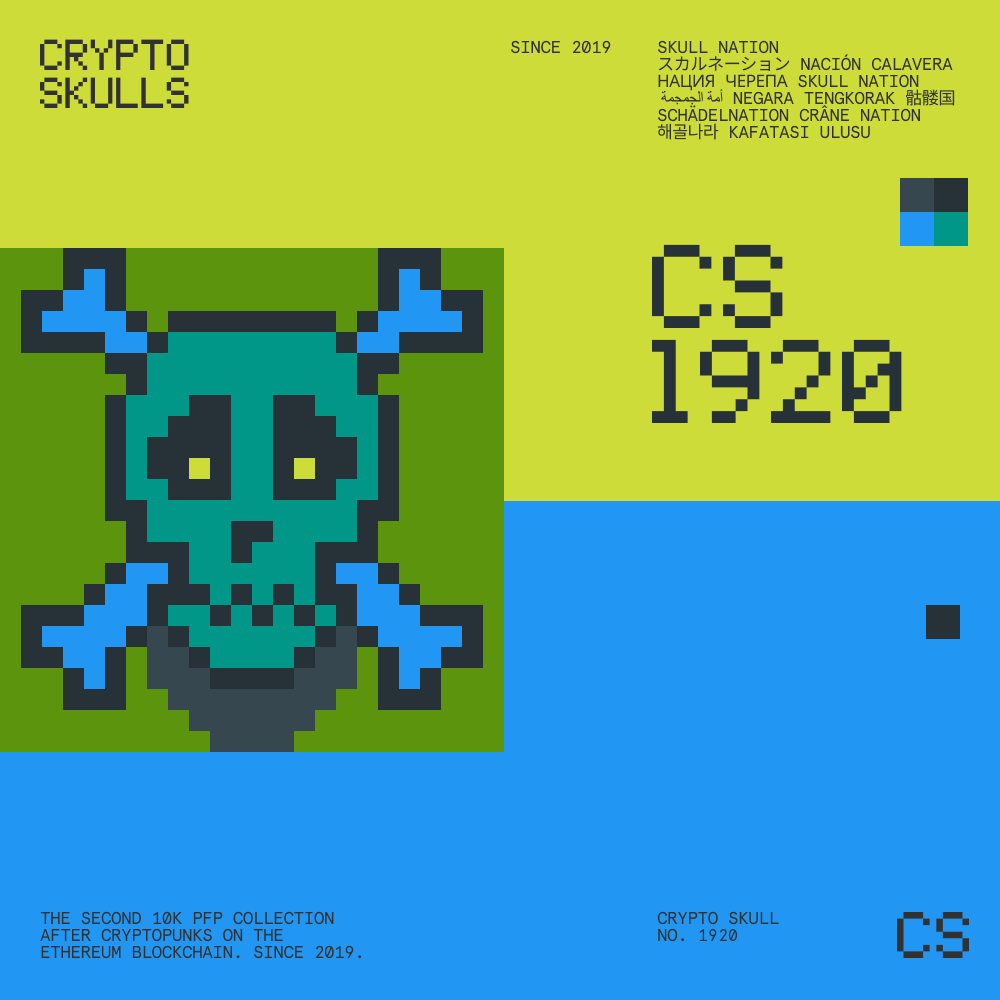 CRYPTO
SKULLS
SINCE 2019
SKULL NATION
スカルネーション NACIÓN CALAVERA
НАЦИЯ ЧЕРЕПА SKULL NATION
أمة الجمجمة NEGARA TENGKORAK 骷髅国
SCHÄDELNATION CRÂNE NATION
해골나라 KAFATASI ULUSU
CS
1920
THE SECOND 10K PFP COLLECTION
AFTER CRYPTOPUNKS ON THE
ETHEREUM BLOCKCHAIN. SINCE 2019.
CRYPTO SKULL
NO. 1920
CS